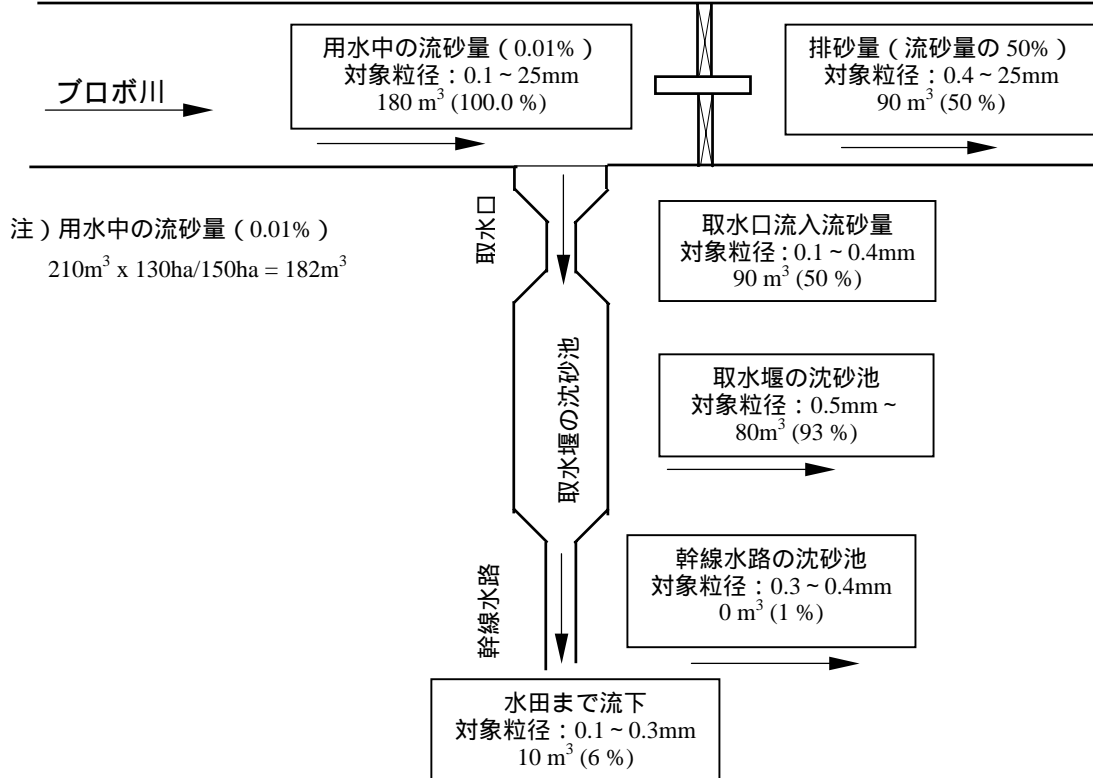 用水中の流砂量（0.01%）
対象粒径：0.1~25mm
180 m³ (100.0 %)
排砂量（流砂量の50%）
対象粒径：0.4~25mm
90 m³ (50 %)
ブロボ川
注）用水中の流砂量（0.01%）
210m³ x 130ha/150ha = 182m³
取水口
取水口流入流砂量
対象粒径：0.1~0.4mm
90 m³ (50 %)
取水堰の沈砂池
取水堰の沈砂池
対象粒径：0.5mm~
80m³ (93 %)
幹線水路
幹線水路の沈砂池
対象粒径：0.3~0.4mm
0 m³ (1 %)
水田まで流下
対象粒径：0.1~0.3mm
10 m³ (6 %)